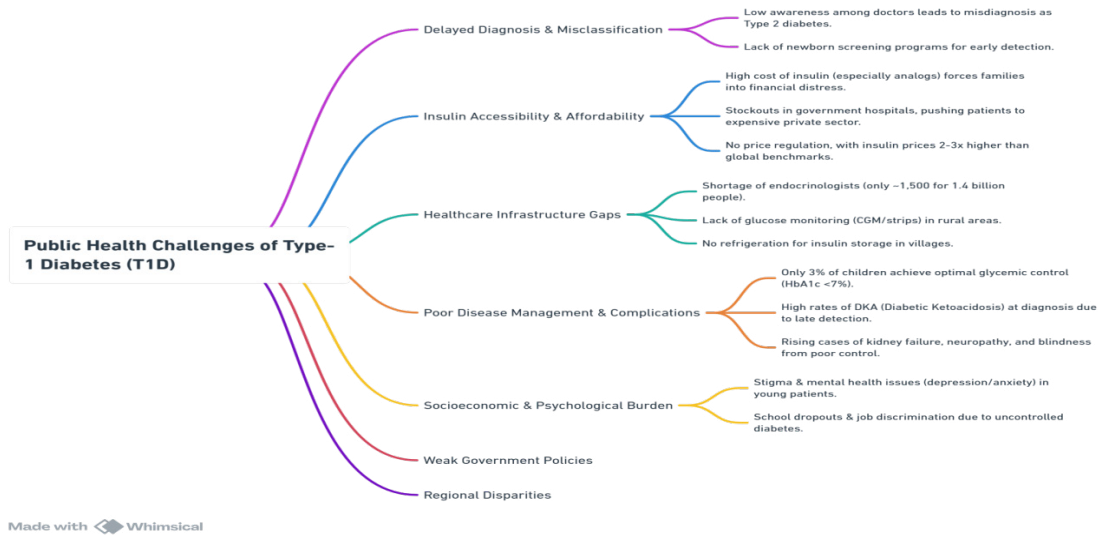 Public Health Challenges of Type-
1 Diabetes (T1D)
Delayed Diagnosis & Misclassification
Low awareness among doctors leads to misdiagnosis as
Type 2 diabetes.
Lack of newborn screening programs for early detection.
Insulin Accessibility & Affordability
High cost of insulin (especially analogs) forces families
into financial distress.
Stockouts in government hospitals, pushing patients to
expensive private sector.
No price regulation, with insulin prices 2-3x higher than
global benchmarks.
Healthcare Infrastructure Gaps
Shortage of endocrinologists (only ~1,500 for 1.4 billion
people).
Lack of glucose monitoring (CGM/strips) in rural areas.
No refrigeration for insulin storage in villages.
Poor Disease Management & Complications
Only 3% of children achieve optimal glycemic control
(HbA1c <7%).
High rates of DKA (Diabetic Ketoacidosis) at diagnosis due
to late detection.
Rising cases of kidney failure, neuropathy, and blindness
from poor control.
Socioeconomic & Psychological Burden
Stigma & mental health issues (depression/anxiety) in
young patients.
School dropouts & job discrimination due to uncontrolled
diabetes.
Weak Government Policies
Regional Disparities
Made with Whimsical